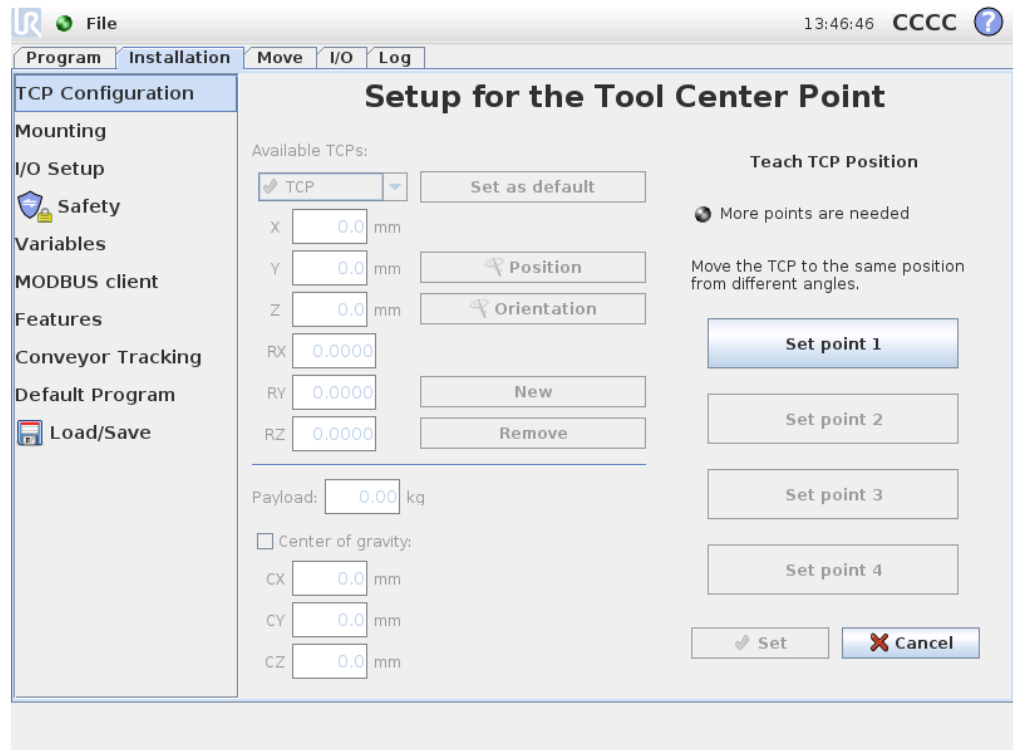 UR File 13:46:46 CCCC ?
Program Installation Move I/O Log
TCP Configuration
Mounting
I/O Setup
Safety
Variables
MODBUS client
Features
Conveyor Tracking
Default Program
Load/Save
Setup for the Tool Center Point
Available TCPs:
TCP Set as default
X 0.0 mm
Y 0.0 mm Position
Z 0.0 mm Orientation
RX 0.0000
RY 0.0000 New
RZ 0.0000 Remove
Payload: 0.00 kg
Center of gravity:
CX 0.0 mm
CY 0.0 mm
CZ 0.0 mm
Teach TCP Position
More points are needed
Move the TCP to the same position
from different angles.
Set point 1
Set point 2
Set point 3
Set point 4
Set Cancel